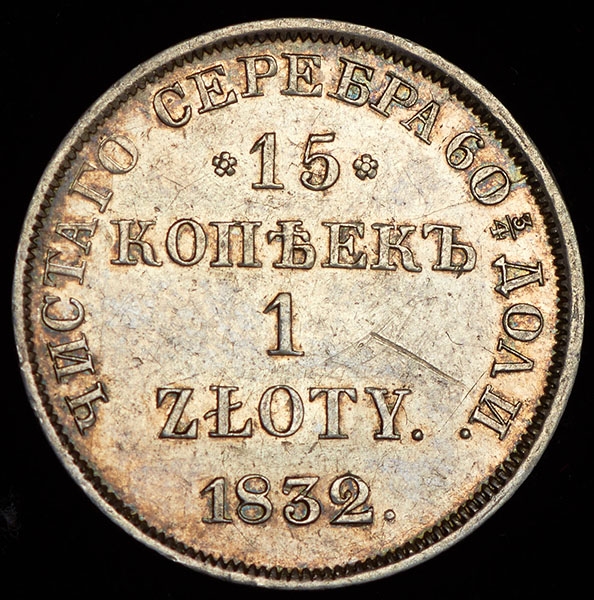 ЧИСТАГО СЕРЕБРА 60 3/4 ДОЛИ.
15
КОПѢЕКЪ
1
ZŁOTY.
1832.